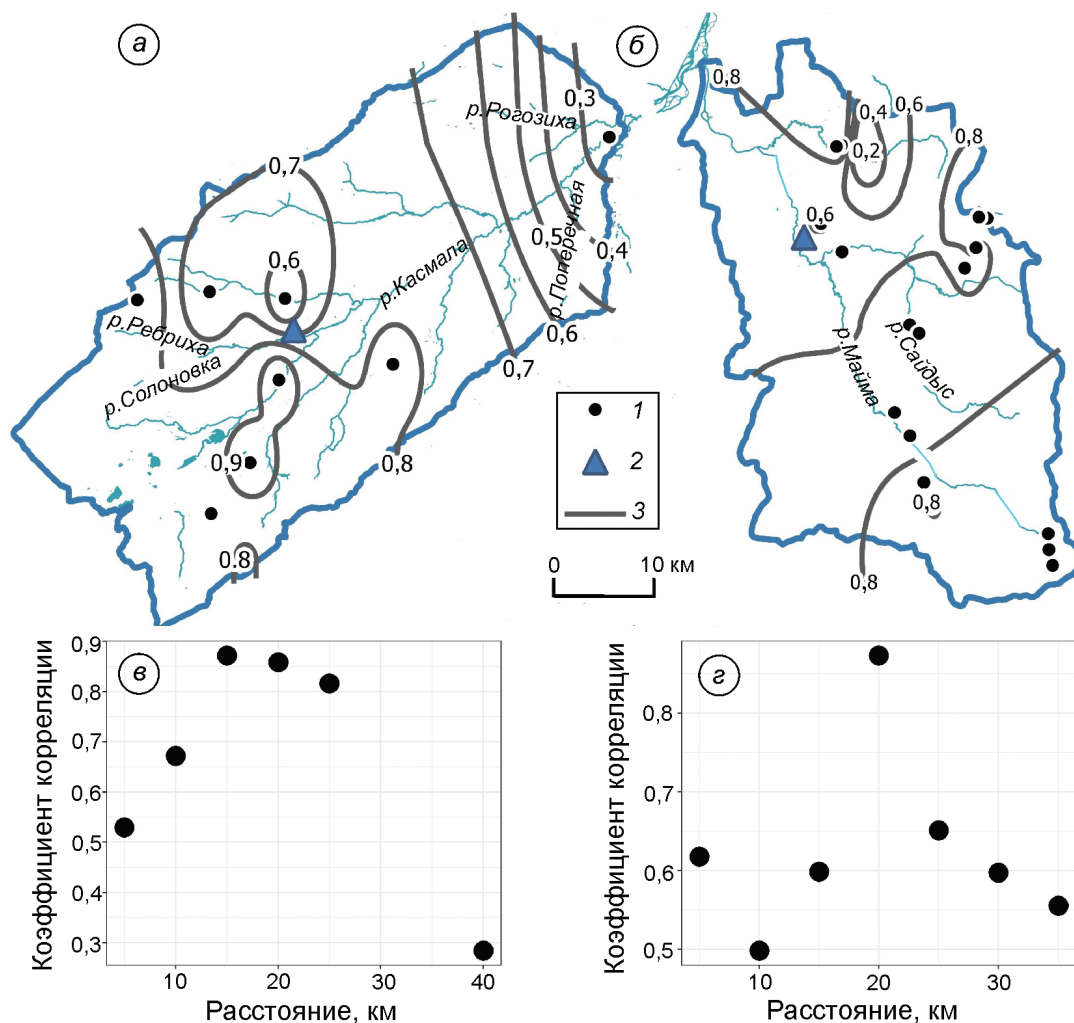 а
б
0,8
0,4
0,6
0,3
р.Рогозиха
0,2
0,8
0,7
0,6
0,5
р.Поперечная
0,4
0,6
р.Касмала
р.Ребриха
р.Солоновка
0,6
0,7
р.Майма
р.Сайдыс
0,9
0,8
0,8
0,8
0,8
1
2
3
0 10 км
в
Коэффициент корреляции
0,9
0,8
0,7
0,6
0,5
0,4
0,3
10 20 30 40
Расстояние, км
г
Коэффициент корреляции
0,8
0,7
0,6
0,5
10 20 30
Расстояние, км